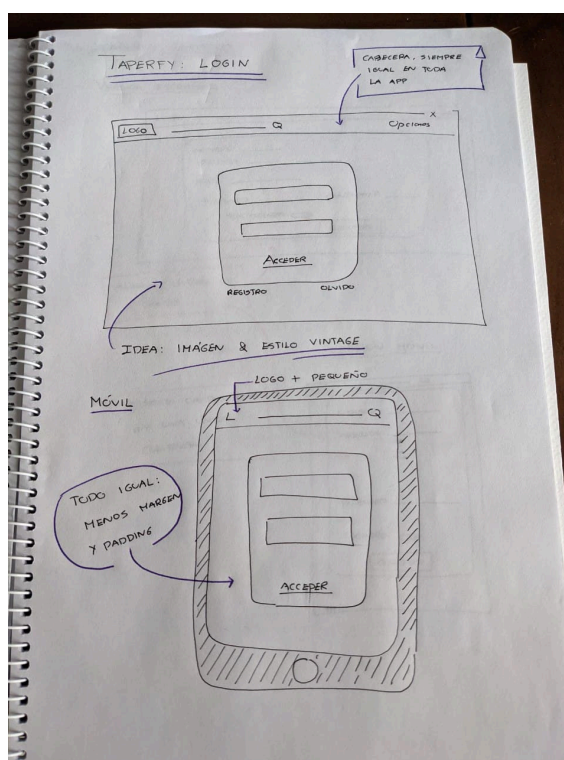 TAPERFY: LOGIN
CABECERA. SIEMPRE
IGUAL EN TODA
LA APP
X
LOGO
Opciones
ACCEDER
REGISTRO OLVIDO
IDEA: IMÁGEN & ESTILO VINTAGE
LOGO + PEQUEÑO
MÓVIL
L
TODO IGUAL:
MENOS MARGEN
Y PADDING
ACCEDER